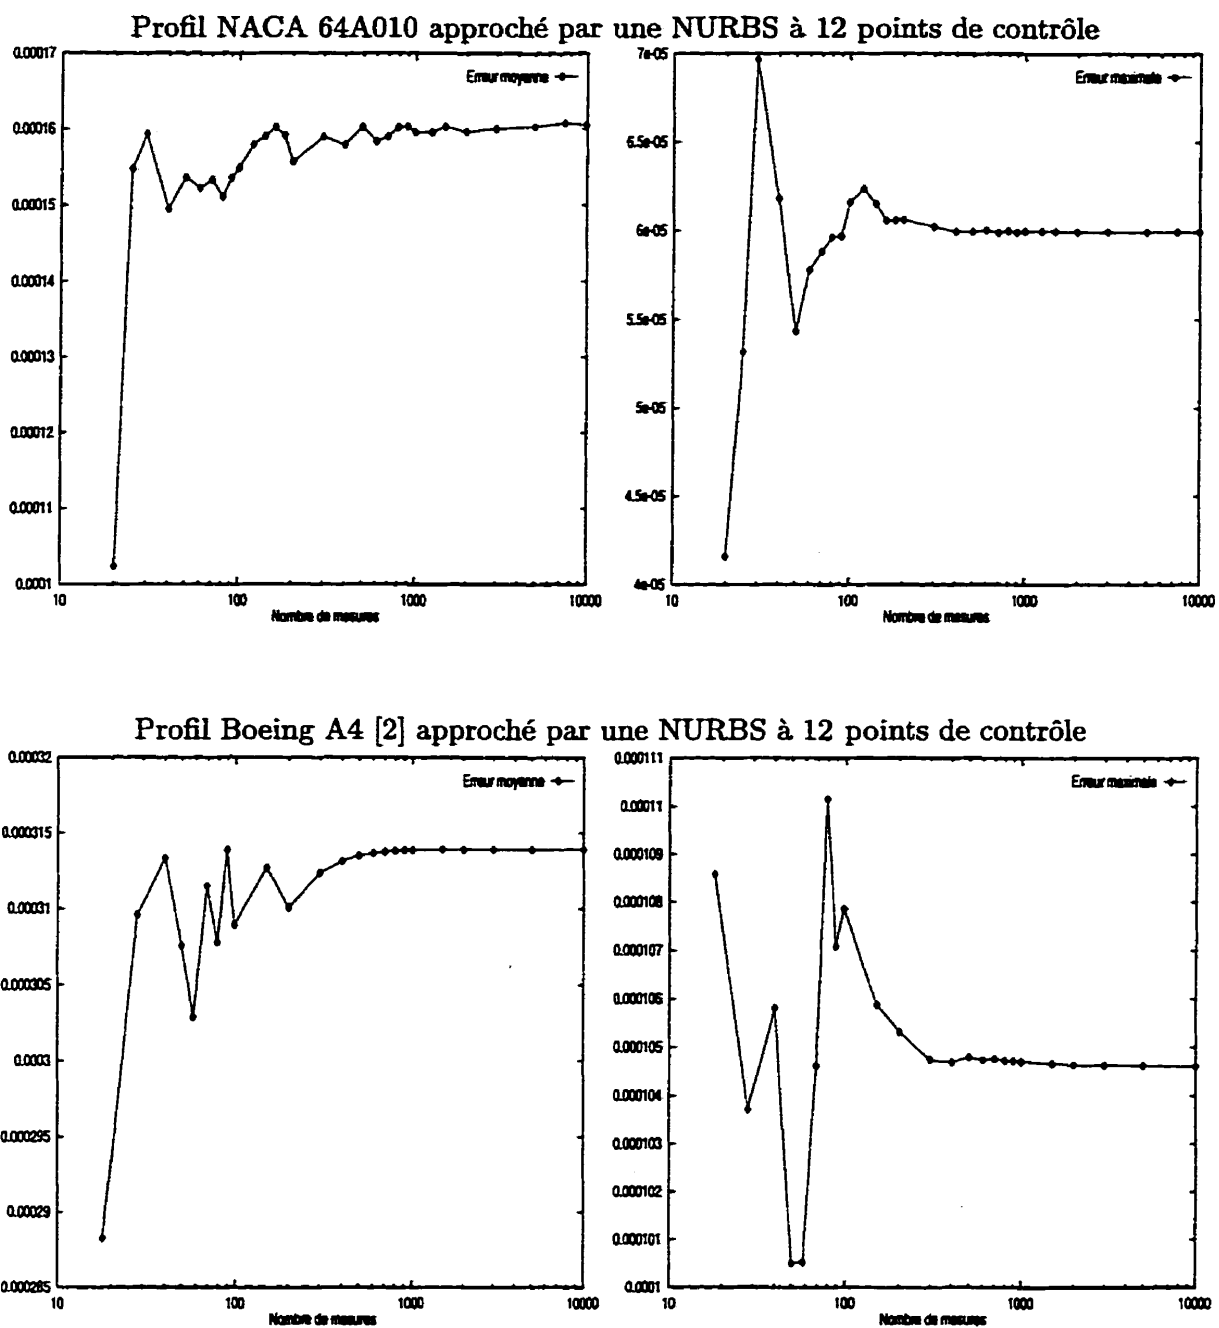 Profil NACA 64A010 approché par une NURBS à 12 points de contrôle
Erreur moyenne
0.00017
0.00016
0.00015
0.00014
0.00013
0.00012
0.00011
0.0001
10 100 1000 10000
Nombre de mesures
Erreur maximale
7e-05
6.5e-05
6e-05
5.5e-05
5e-05
4.5e-05
4e-05
10 100 1000 10000
Nombre de mesures
Profil Boeing A4 [2] approché par une NURBS à 12 points de contrôle
Erreur moyenne
0.00032
0.000315
0.00031
0.000305
0.0003
0.000295
0.00029
0.000285
10 100 1000 10000
Nombre de mesures
Erreur maximale
0.000111
0.00011
0.000109
0.000108
0.000107
0.000106
0.000105
0.000104
0.000103
0.000102
0.000101
0.0001
10 100 1000 10000
Nombre de mesures